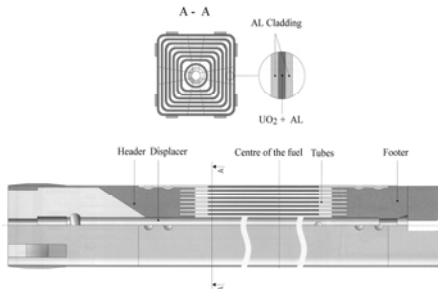 A - A
AL Cladding
UO₂ + AL
Header Displacer Centre of the fuel Tubes Footer
A
A